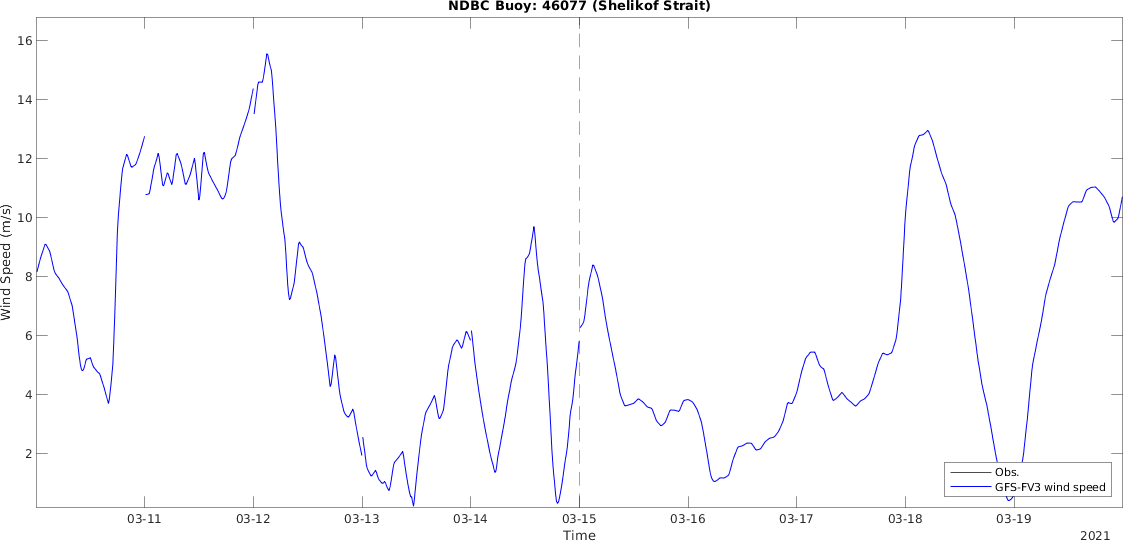 NDBC Buoy: 46077 (Shelikof Strait)
16
14
12
10
8
6
4
2
Wind Speed (m/s)
03-11 03-12 03-13 03-14 03-15 03-16 03-17 03-18 03-19
Time
2021
Obs.
GFS-FV3 wind speed